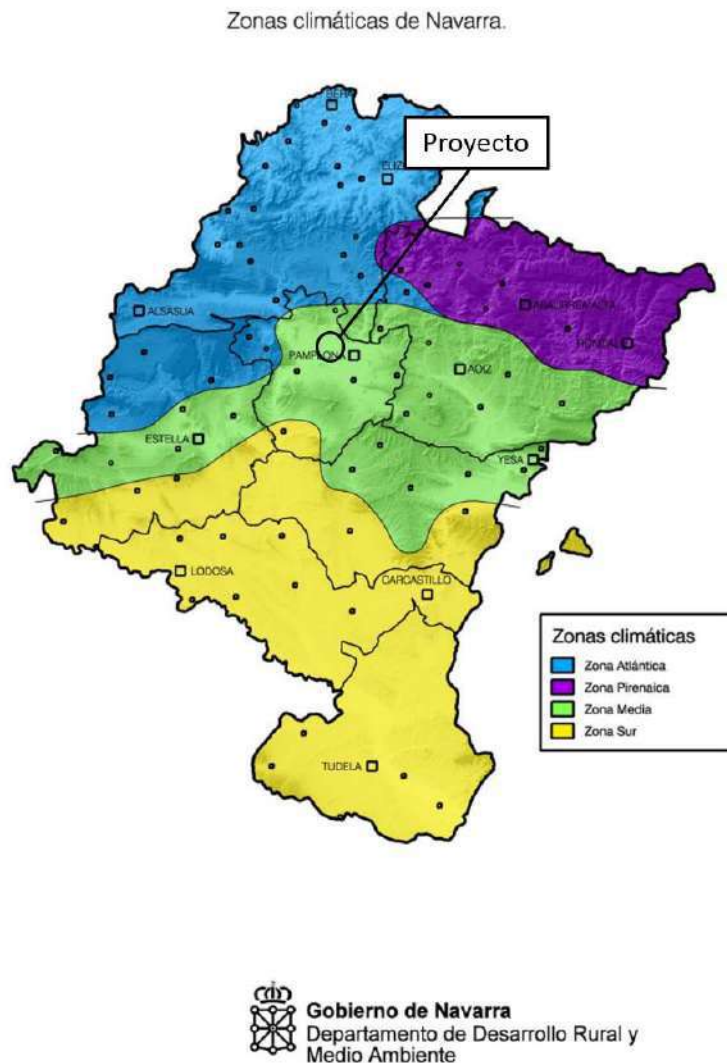 Zonas climáticas de Navarra.
Proyecto
ALSASUA
PAMPLONA
AOIZ
ESTELLA
YESA
LODOSA
CARCASTILLO
Zonas climáticas
Zona Atlántica
Zona Pirenaica
Zona Media
Zona Sur
TUDELA
Gobierno de Navarra
Departamento de Desarrollo Rural y
Medio Ambiente